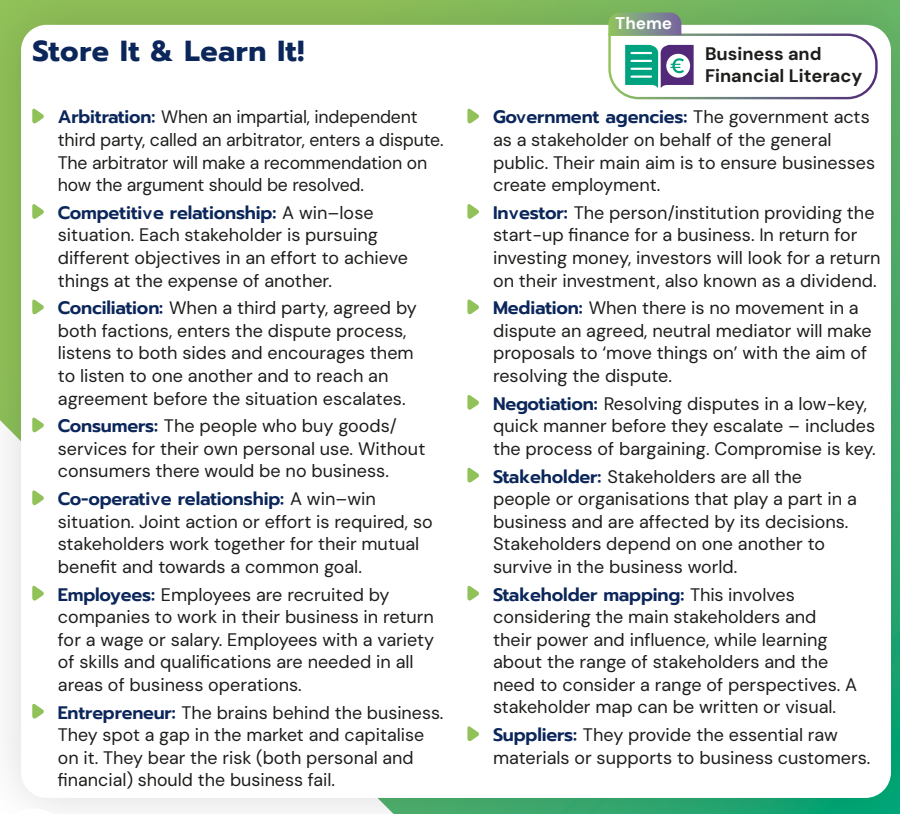 Store It & Learn It!
Theme
Business and
Financial Literacy
Arbitration: When an impartial, independent
third party, called an arbitrator, enters a dispute.
The arbitrator will make a recommendation on
how the argument should be resolved.
Competitive relationship: A win–lose
situation. Each stakeholder is pursuing
different objectives in an effort to achieve
things at the expense of another.
Conciliation: When a third party, agreed by
both factions, enters the dispute process,
listens to both sides and encourages them
to listen to one another and to reach an
agreement before the situation escalates.
Consumers: The people who buy goods/
services for their own personal use. Without
consumers there would be no business.
Co-operative relationship: A win–win
situation. Joint action or effort is required, so
stakeholders work together for their mutual
benefit and towards a common goal.
Employees: Employees are recruited by
companies to work in their business in return
for a wage or salary. Employees with a variety
of skills and qualifications are needed in all
areas of business operations.
Entrepreneur: The brains behind the business.
They spot a gap in the market and capitalise
on it. They bear the risk (both personal and
financial) should the business fail.
Government agencies: The government acts
as a stakeholder on behalf of the general
public. Their main aim is to ensure businesses
create employment.
Investor: The person/institution providing the
start-up finance for a business. In return for
investing money, investors will look for a return
on their investment, also known as a dividend.
Mediation: When there is no movement in a
dispute an agreed, neutral mediator will make
proposals to ‘move things on’ with the aim of
resolving the dispute.
Negotiation: Resolving disputes in a low-key,
quick manner before they escalate – includes
the process of bargaining. Compromise is key.
Stakeholder: Stakeholders are all the
people or organisations that play a part in a
business and are affected by its decisions.
Stakeholders depend on one another to
survive in the business world.
Stakeholder mapping: This involves
considering the main stakeholders and
their power and influence, while learning
about the range of stakeholders and the
need to consider a range of perspectives. A
stakeholder map can be written or visual.
Suppliers: They provide the essential raw
materials or supports to business customers.